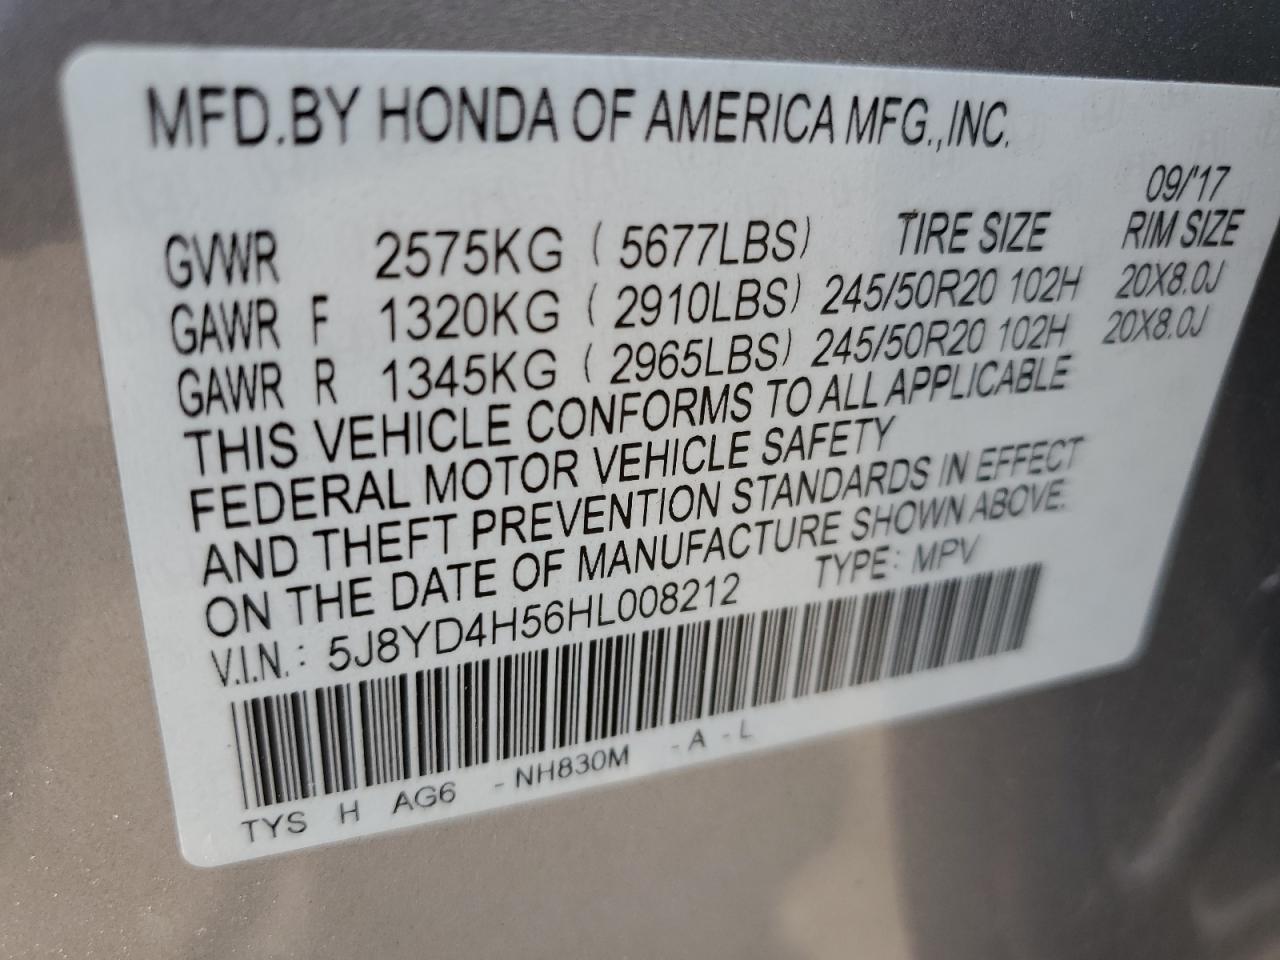 MFD.BY HONDA OF AMERICA MFG.,INC.
09/'17
GVWR 2575KG ( 5677LBS) TIRE SIZE RIM SIZE
GAWR F 1320KG ( 2910LBS) 245/50R20 102H 20X8.0J
GAWR R 1345KG ( 2965LBS) 245/50R20 102H 20X8.0J
THIS VEHICLE CONFORMS TO ALL APPLICABLE
FEDERAL MOTOR VEHICLE SAFETY
AND THEFT PREVENTION STANDARDS IN EFFECT
ON THE DATE OF MANUFACTURE SHOWN ABOVE.
V.I.N.: 5J8YD4H56HL008212 TYPE: MPV
TYS H AG6 -NH830M -A -L